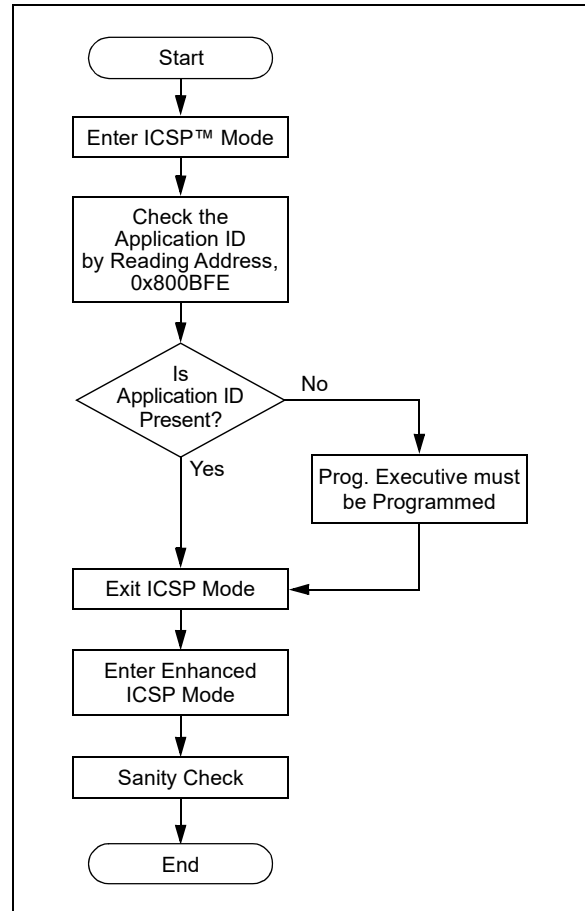 Start
Enter ICSP™ Mode
Check the
Application ID
by Reading Address,
0x800BFE
Is
Application ID
Present?
No
Yes
Prog. Executive must
be Programmed
Exit ICSP Mode
Enter Enhanced
ICSP Mode
Sanity Check
End